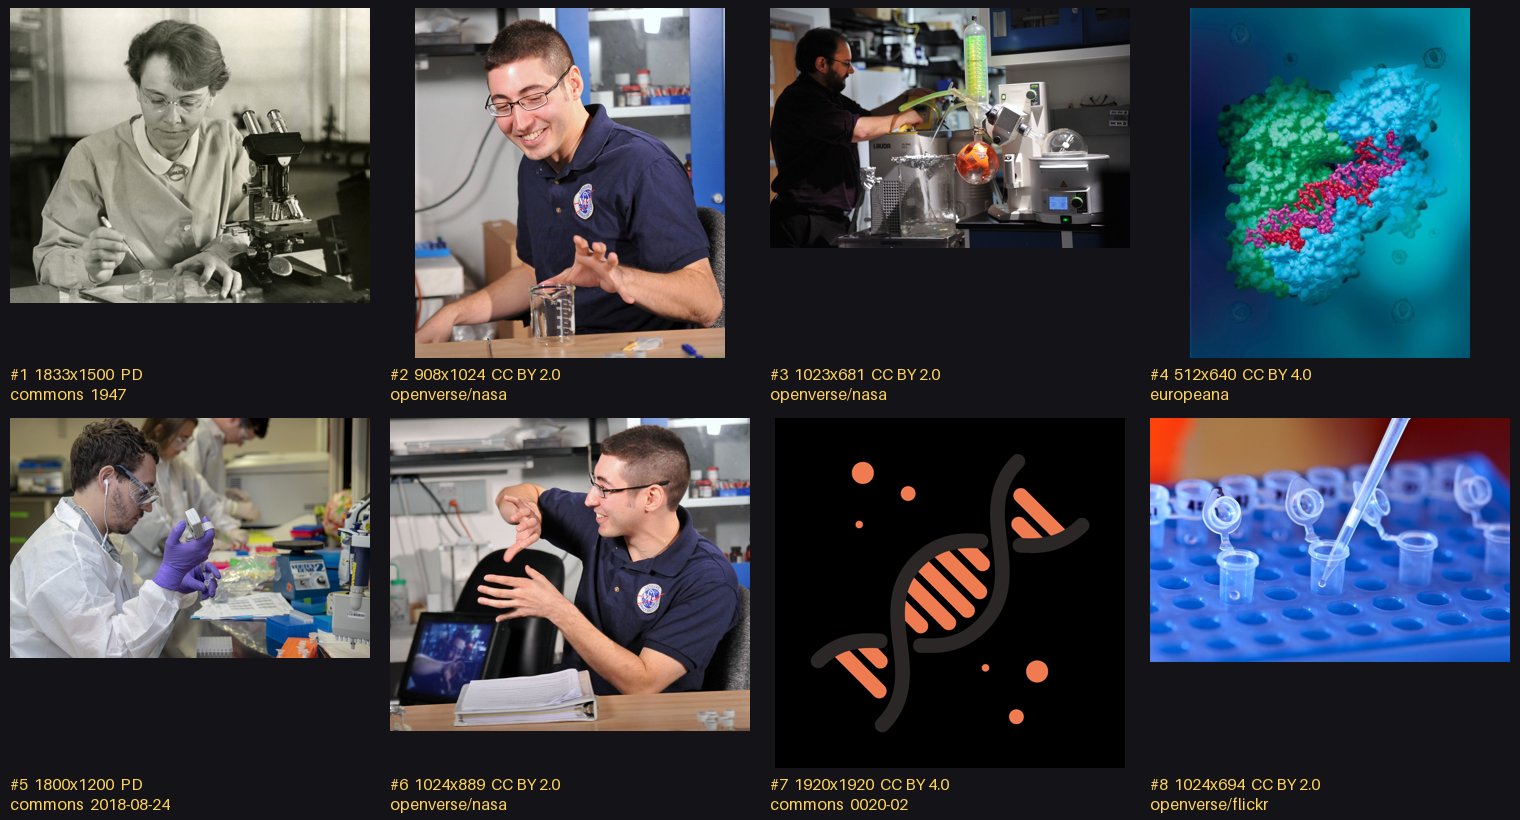 #1 1833x1500 PD
commons 1947
#2 908x1024 CC BY 2.0
openverse/nasa
#3 1023x681 CC BY 2.0
openverse/nasa
#4 512x640 CC BY 4.0
europeana
#5 1800x1200 PD
commons 2018-08-24
#6 1024x889 CC BY 2.0
openverse/nasa
#7 1920x1920 CC BY 4.0
commons 0020-02
#8 1024x694 CC BY 2.0
openverse/flickr